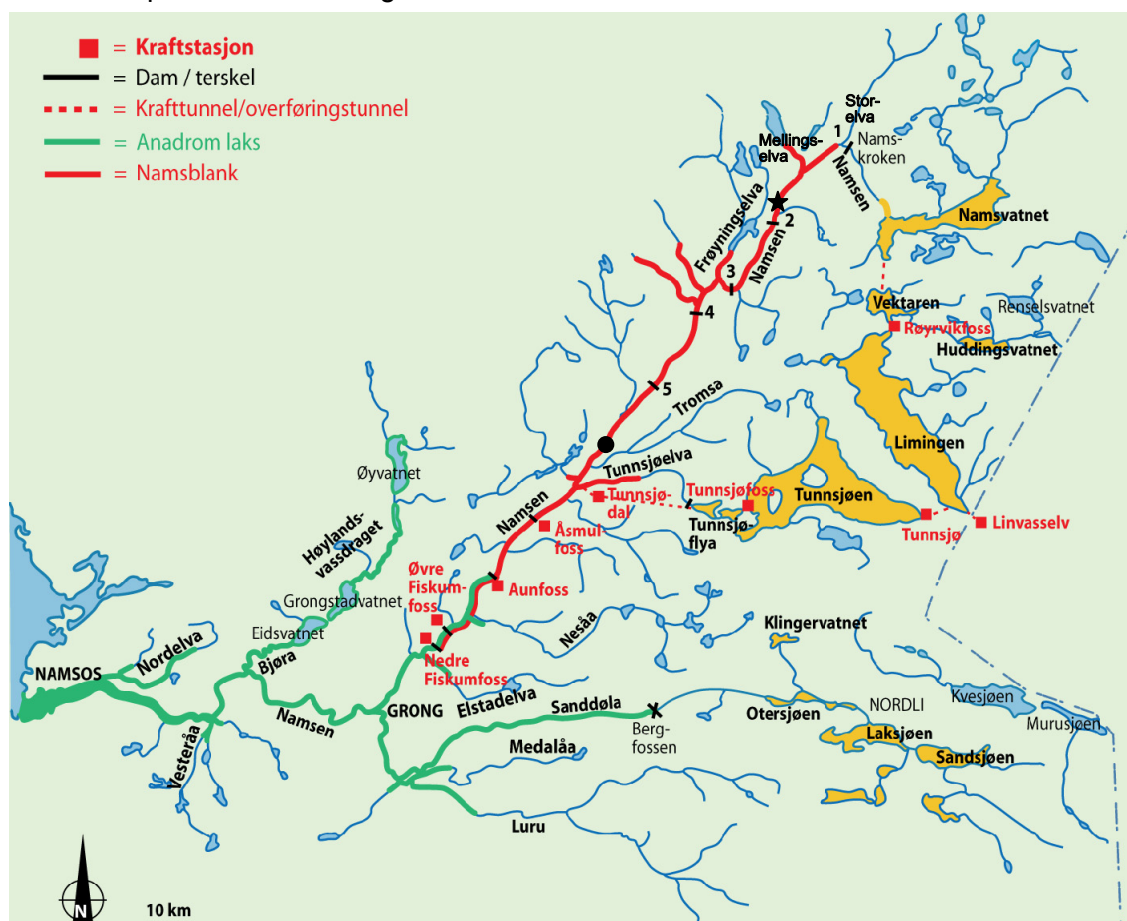 = Kraftstasjon
= Dam / terskel
= Krafttunnel/overføringstunnel
= Anadrom laks
= Namsblank
Stor-
elva
1
Nams-
kroken
Mellings-
elva
Namsen
Namsvatnet
Frøyningselva
2
Namsen
3
4
Vektaren
Renselsvatnet
Røyrvikfoss
Huddingsvatnet
5
Tromsa
Limingen
Øyvatnet
Tunnsjøelva
Tunnsjø-
dal
Tunnsjøfoss
Tunnsjøen
Tunnsjø-
flya
Tunnsjø
Linvasselv
Namsen
Åsmul-
foss
Høylands-
vassdraget
Øvre
Fiskum-
foss
Aunfoss
Grongstadvatnet
Nesåa
Klingervatnet
Eidsvatnet
Nordelva
Bjøra
NAMSOS
Nedre
Fiskumfoss
Elstadelva
Sanddøla
GRONG
Namsen
Vesteråa
Berg-
fossen
Medalåa
Luru
Otersjøen
NORDLI
Kvesjøen
Murusjøen
Laksjøen
Sandsjøen
N
10 km